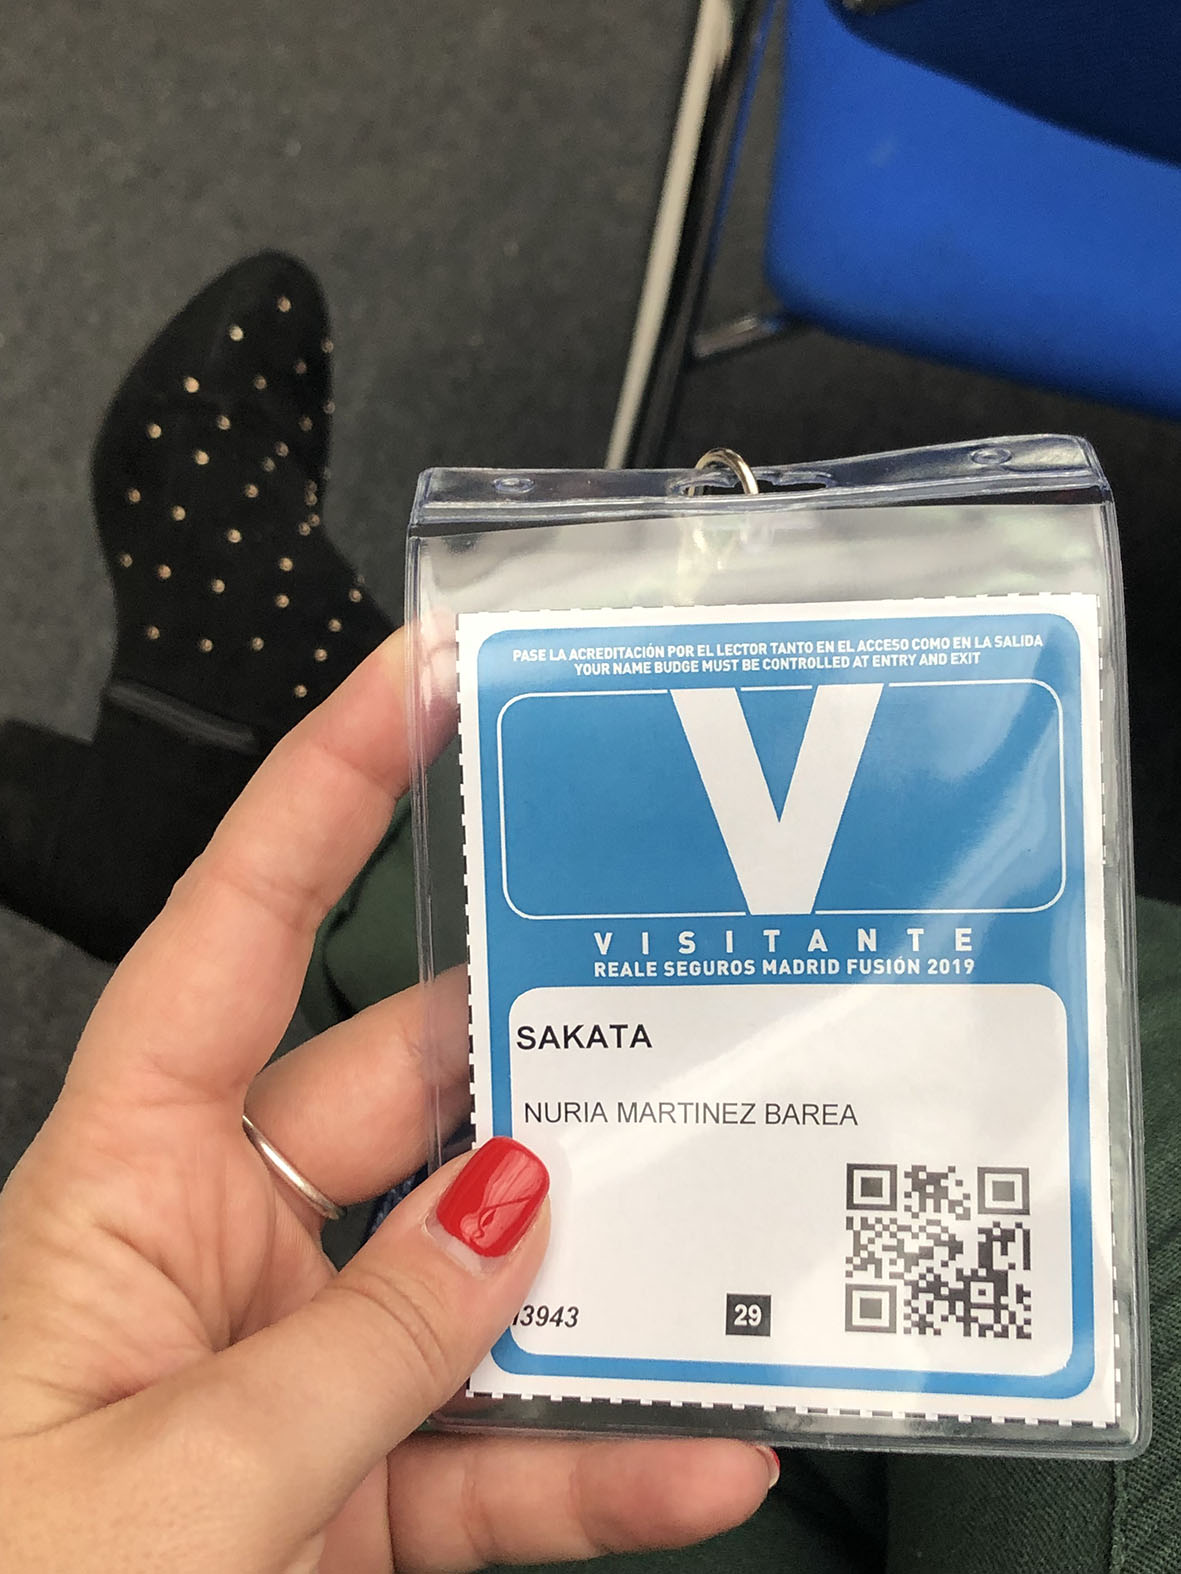 PASE LA ACREDITACIÓN POR EL LECTOR TANTO EN EL ACCESO COMO EN LA SALIDA
YOUR NAME BUDGE MUST BE CONTROLLED AT ENTRY AND EXIT
V
VISITANTE
REALE SEGUROS MADRID FUSIÓN 2019
SAKATA
NURIA MARTINEZ BAREA
3943
29